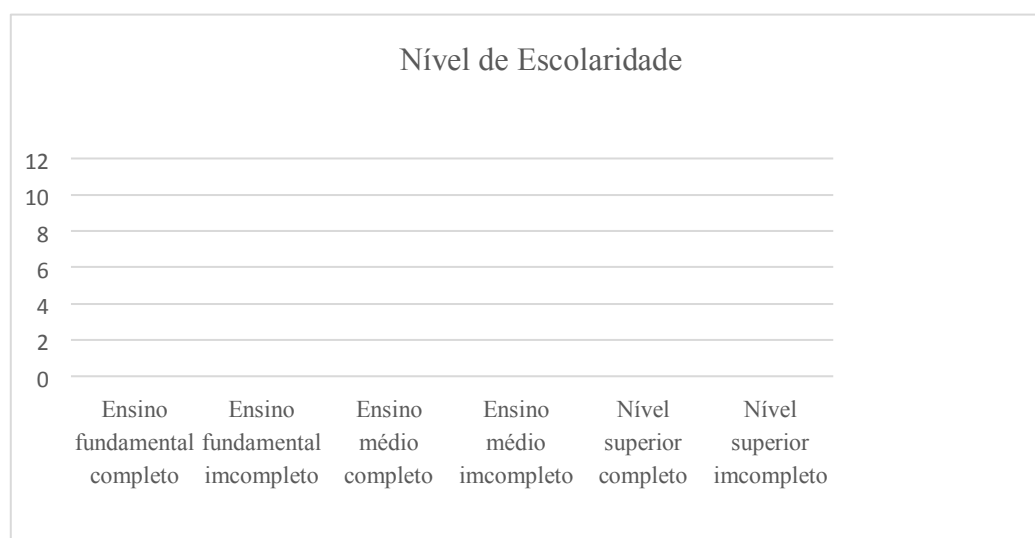 Nível de Escolaridade
12
10
8
6
4
2
0
Ensino fundamental completo
Ensino fundamental imcompleto
Ensino médio completo
Ensino médio imcompleto
Nível superior completo
Nível superior imcompleto